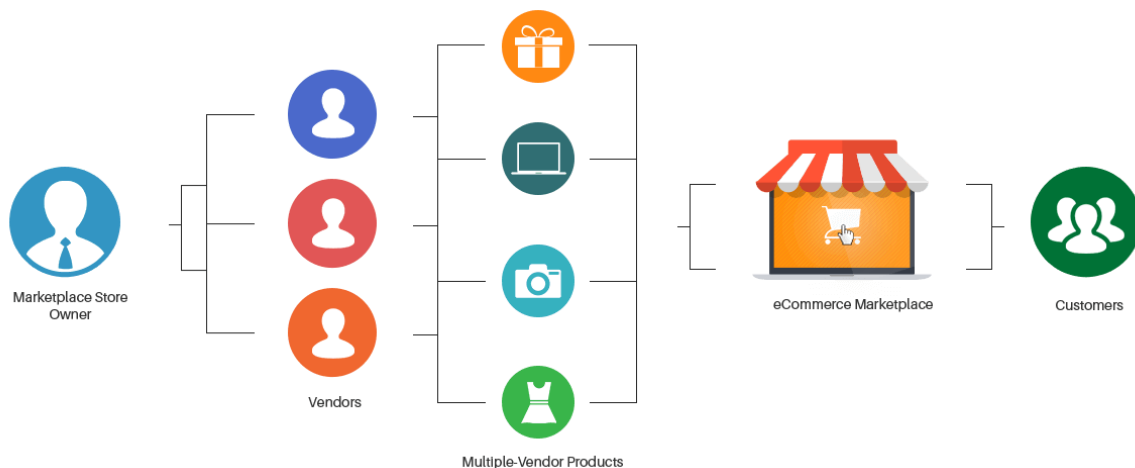 Marketplace Store
Owner
Vendors
Multiple-Vendor Products
eCommerce Marketplace
Customers